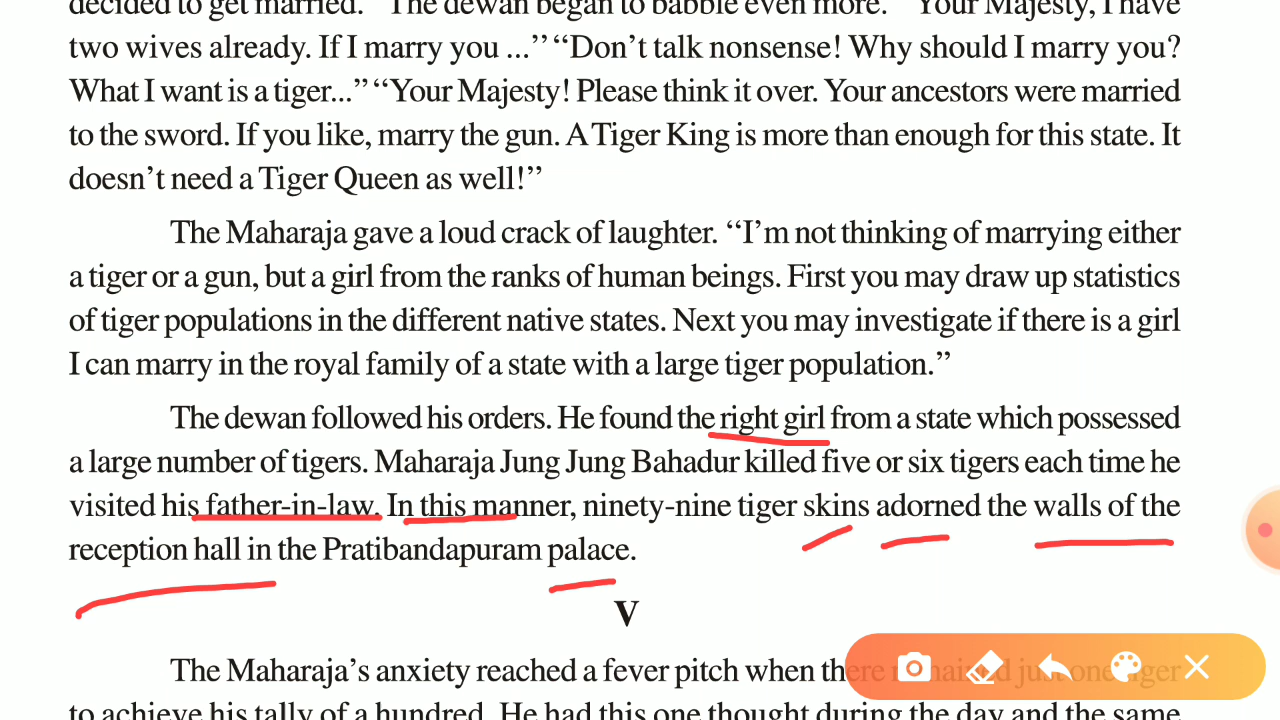 decided to get married.” “The dewan began to babble even more. “Your Majesty, I have
two wives already. If I marry you ...” “Don’t talk nonsense! Why should I marry you?
What I want is a tiger...” “Your Majesty! Please think it over. Your ancestors were married
to the sword. If you like, marry the gun. A Tiger King is more than enough for this state. It
doesn’t need a Tiger Queen as well!”
The Maharaja gave a loud crack of laughter. “I’m not thinking of marrying either
a tiger or a gun, but a girl from the ranks of human beings. First you may draw up statistics
of tiger populations in the different native states. Next you may investigate if there is a girl
I can marry in the royal family of a state with a large tiger population.”
The dewan followed his orders. He found the right girl from a state which possessed
a large number of tigers. Maharaja Jung Jung Bahadur killed five or six tigers each time he
visited his father-in-law. In this manner, ninety-nine tiger skins adorned the walls of the
reception hall in the Pratibandapuram palace.
V
The Maharaja’s anxiety reached a fever pitch when there remained just one tiger
to achieve his tally of a hundred. He had this one thought during the day and the same